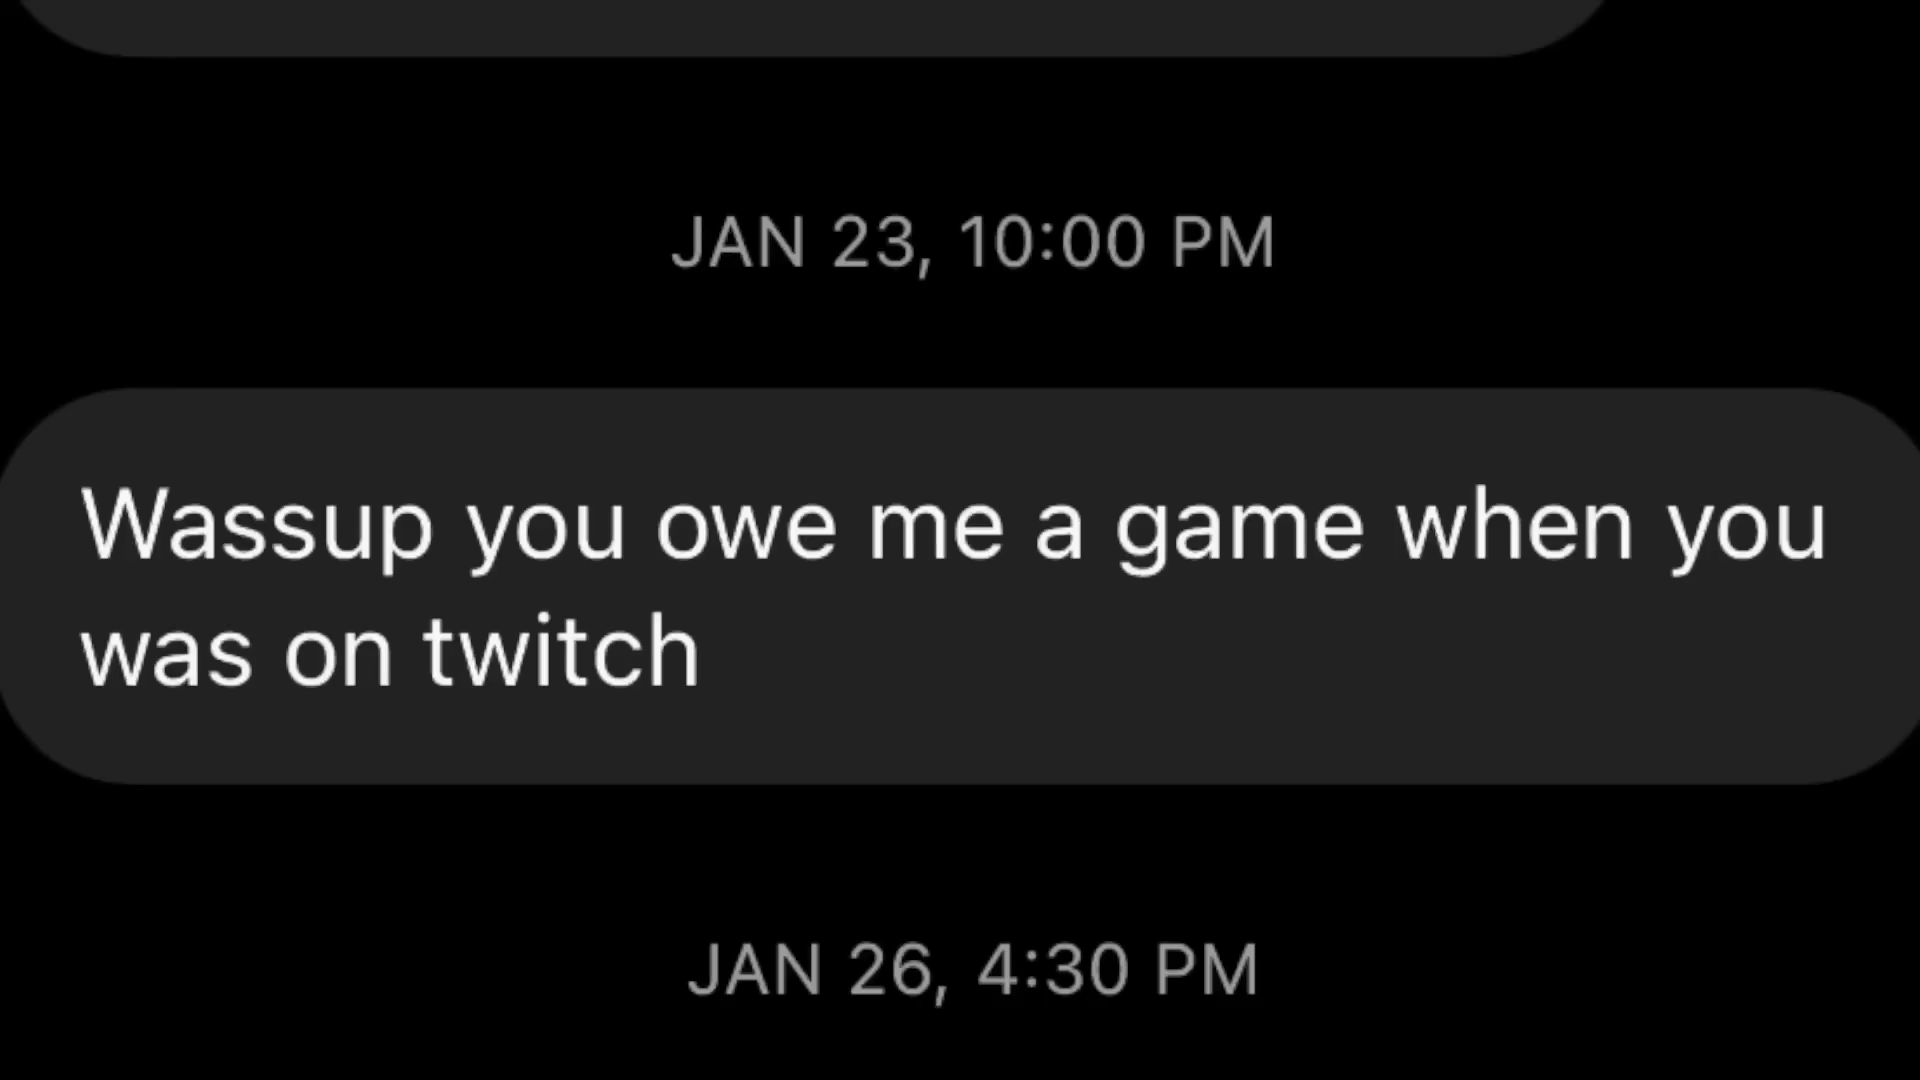 JAN 23, 10:00 PM
Wassup you owe me a game when you
was on twitch
JAN 26, 4:30 PM